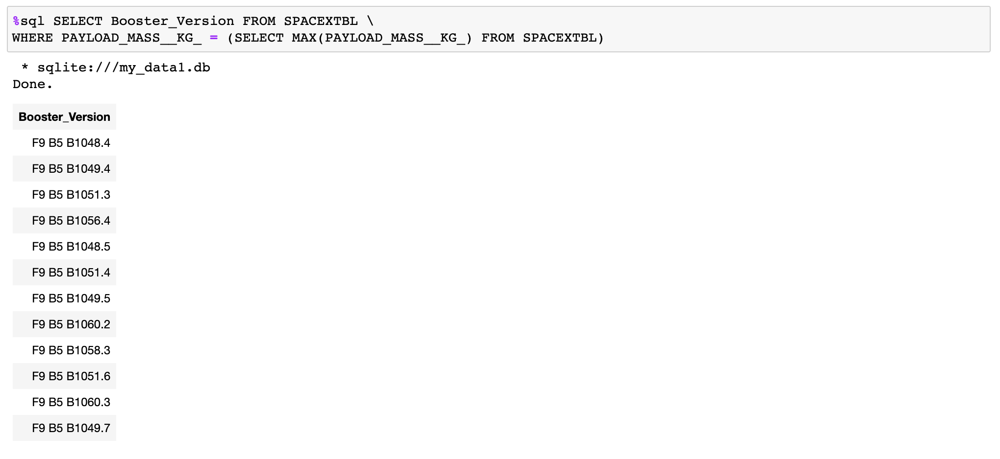 %sql SELECT Booster_Version FROM SPACEXTBL \
WHERE PAYLOAD_MASS__KG_ = (SELECT MAX(PAYLOAD_MASS__KG_) FROM SPACEXTBL)
* sqlite:///my_data1.db
Done.
Booster_Version
F9 B5 B1048.4
F9 B5 B1049.4
F9 B5 B1051.3
F9 B5 B1056.4
F9 B5 B1048.5
F9 B5 B1051.4
F9 B5 B1049.5
F9 B5 B1060.2
F9 B5 B1058.3
F9 B5 B1051.6
F9 B5 B1060.3
F9 B5 B1049.7